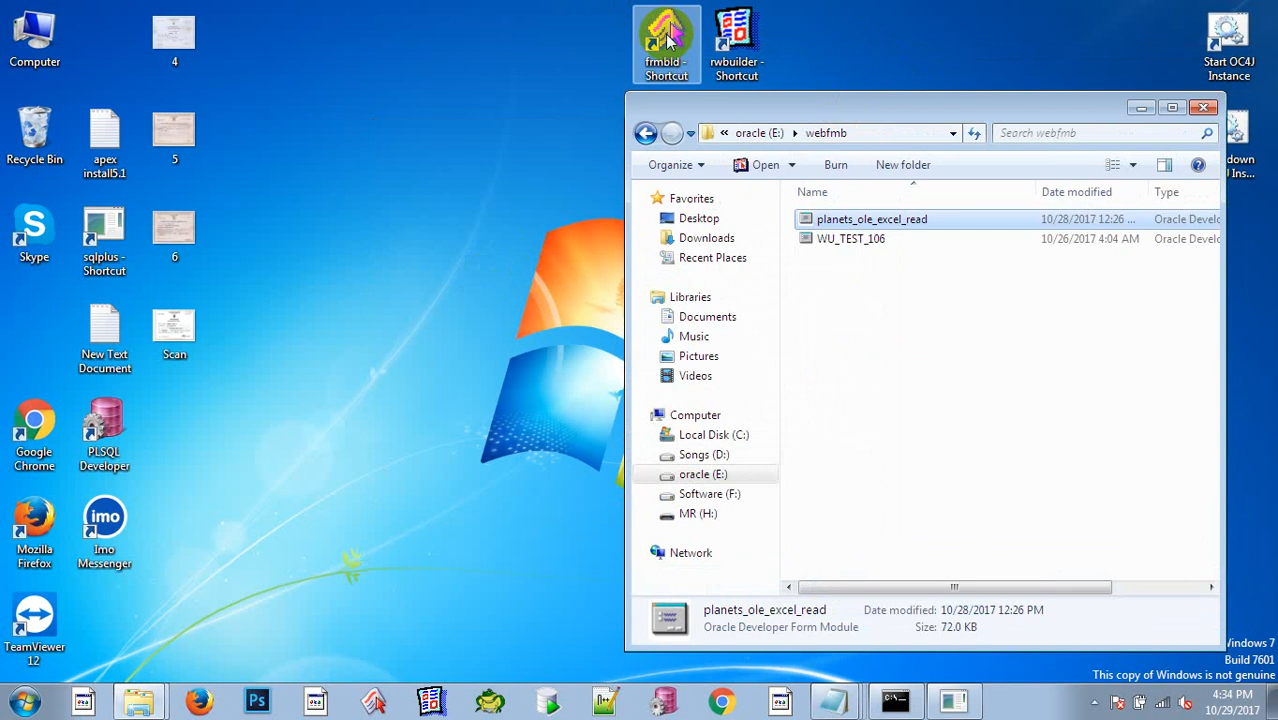 Computer
4
frmbld -
Shortcut
rwbuilder -
Shortcut
Start OC4J
Instance
oracle (E:)
webfmb
Search webfmb
Organize
Open
Burn
New folder
Recycle Bin
apex
install5.1
5
down
Ins...
Favorites
Desktop
Downloads
Recent Places
Libraries
Documents
Music
Pictures
Videos
Computer
Local Disk (C:)
Songs (D:)
oracle (E:)
Software (F:)
MR (H:)
Network
Name
Date modified
Type
planets_ole_excel_read
10/28/2017 12:26 ...
Oracle Develo
WU_TEST_106
10/26/2017 4:04 AM
Oracle Develo
Skype
sqlplus -
Shortcut
6
New Text
Document
Scan
Google
Chrome
PLSQL
Developer
Mozilla
Firefox
Imo
Messenger
TeamViewer
12
planets_ole_excel_read
Date modified: 10/28/2017 12:26 PM
Oracle Developer Form Module
Size: 72.0 KB
Windows 7
Build 7601
This copy of Windows is not genuine
4:34 PM
10/29/2017